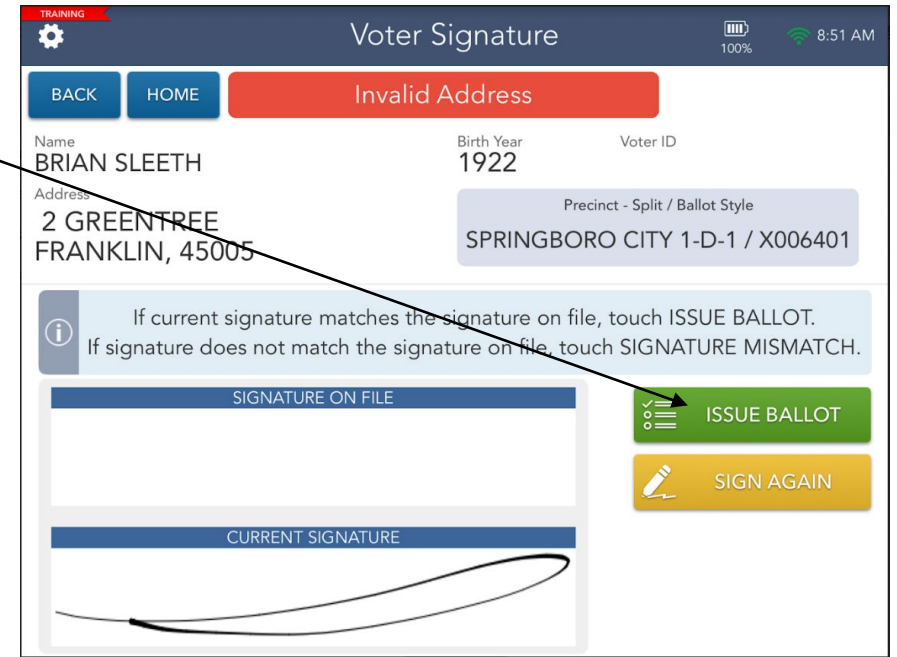 TRAINING
Voter Signature
100%
8:51 AM
BACK
HOME
Invalid Address
Name
Birth Year
Voter ID
BRIAN SLEETH
1922
Address
2 GREENTREE
FRANKLIN, 45005
Precinct - Split / Ballot Style
SPRINGBORO CITY 1-D-1 / X006401
If current signature matches the signature on file, touch ISSUE BALLOT.
If signature does not match the signature on file, touch SIGNATURE MISMATCH.
SIGNATURE ON FILE
ISSUE BALLOT
SIGN AGAIN
CURRENT SIGNATURE